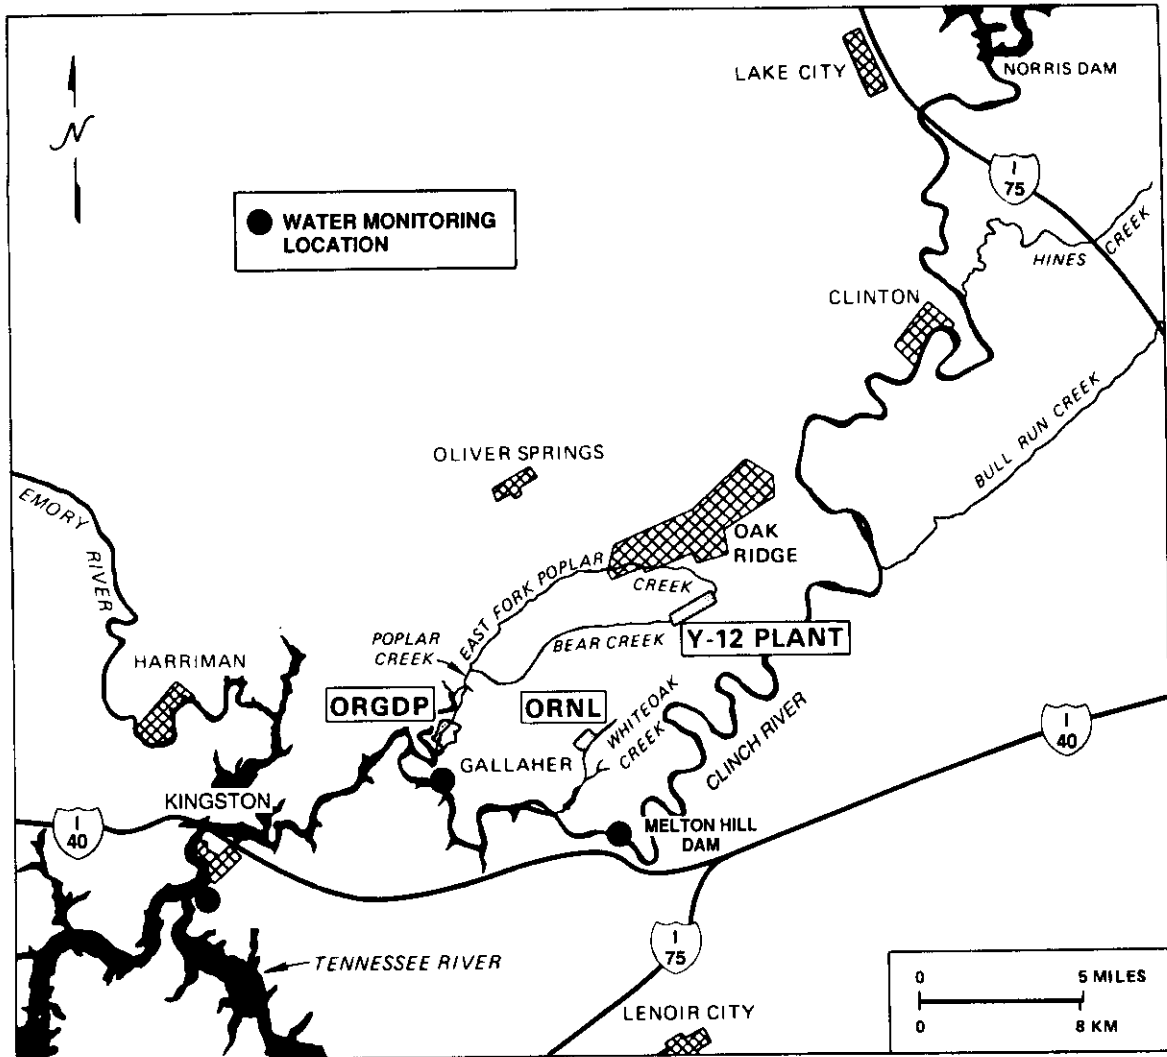 LAKE CITY
NORRIS DAM
N
I
75
WATER MONITORING
LOCATION
HINES
CREEK
CLINTON
BULL RUN CREEK
OLIVER SPRINGS
EMORY
RIVER
OAK
RIDGE
EAST FORK POPLAR
CREEK
BEAR CREEK
Y-12 PLANT
POPLAR
CREEK
HARRIMAN
ORGDP
ORNL
WHITEOAK
CREEK
CLINCH RIVER
I
40
GALLAHER
KINGSTON
I
40
MELTON HILL
DAM
I
75
TENNESSEE RIVER
LENOIR CITY
0
5 MILES
0
8 KM